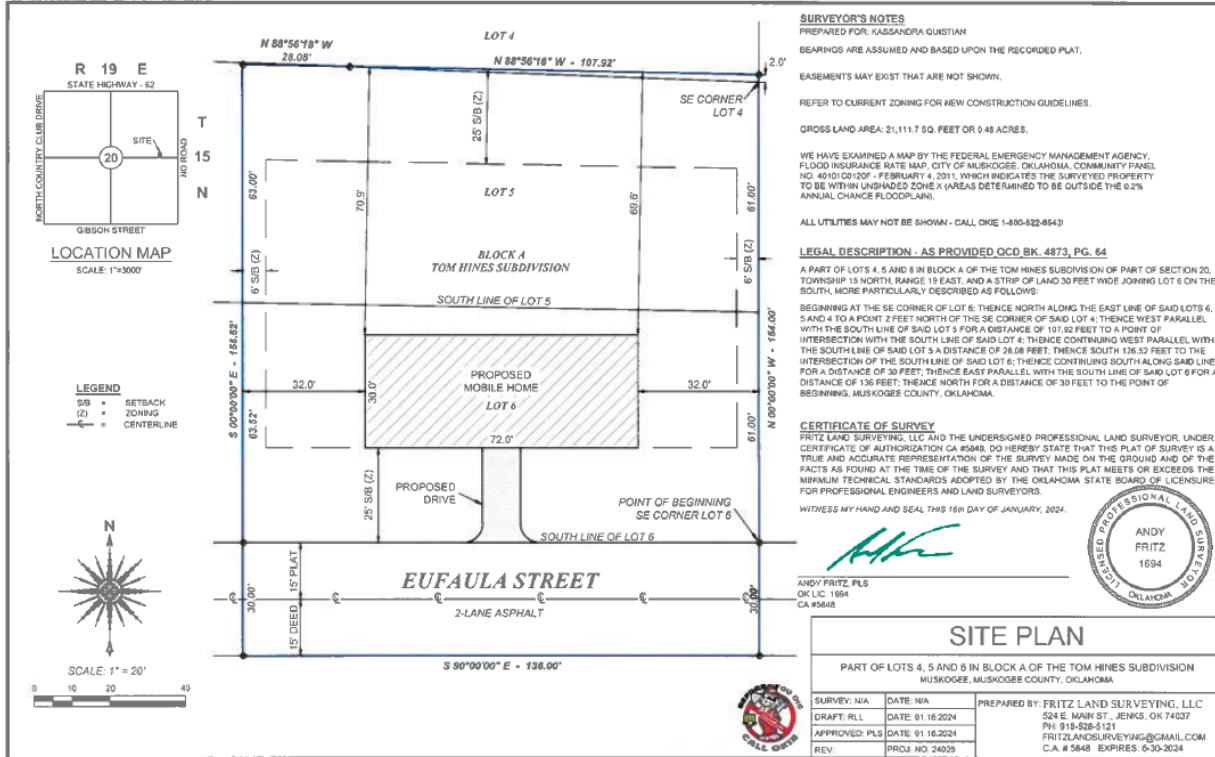 R 19 E
STATE HIGHWAY - 62
NORTH COUNTRY CLUB DRIVE
SITE
20
NO ROAD
T
15
N
GIBSON STREET
LOCATION MAP
SCALE: 1"=3000'
LEGEND
S/B = SETBACK
(Z) = ZONING
CENTERLINE
N
SCALE: 1" = 20'
0 10 20 40
LOT 4
N 88°56'18" W
28.08'
N 88°56'18" W - 107.92'
2.0'
SE CORNER
LOT 4
25' S/B (Z)
LOT 5
63.00'
70.9'
69.6'
61.00'
BLOCK A
TOM HINES SUBDIVISION
6' S/B (Z)
6' S/B (Z)
SOUTH LINE OF LOT 5
S 00°00'00" E - 156.52'
N 00°00'00" W - 154.00'
PROPOSED
MOBILE HOME
LOT 6
32.0'
30.0'
32.0'
72.0'
63.52'
61.00'
25' S/B (Z)
PROPOSED
DRIVE
POINT OF BEGINNING
SE CORNER LOT 6
SOUTH LINE OF LOT 6
EUFAULA STREET
2-LANE ASPHALT
30.00'
15' PLAT
15' DEED
30.00'
S 90°00'00" E - 136.00'
SURVEYOR'S NOTES
PREPARED FOR: KASSANDRA QUISTIAN
BEARINGS ARE ASSUMED AND BASED UPON THE RECORDED PLAT.
EASEMENTS MAY EXIST THAT ARE NOT SHOWN.
REFER TO CURRENT ZONING FOR NEW CONSTRUCTION GUIDELINES.
GROSS LAND AREA: 21,111.7 SQ. FEET OR 0.48 ACRES.
WE HAVE EXAMINED A MAP BY THE FEDERAL EMERGENCY MANAGEMENT AGENCY,
FLOOD INSURANCE RATE MAP, CITY OF MUSKOGEE, OKLAHOMA, COMMUNITY PANEL
NO. 40101C0120F - FEBRUARY 4, 2011, WHICH INDICATES THE SURVEYED PROPERTY
TO BE WITHIN UNSHADED ZONE X (AREAS DETERMINED TO BE OUTSIDE THE 0.2%
ANNUAL CHANCE FLOODPLAIN).
ALL UTILITIES MAY NOT BE SHOWN - CALL OKIE 1-800-522-6543!
LEGAL DESCRIPTION - AS PROVIDED QCD BK. 4873, PG. 64
A PART OF LOTS 4, 5 AND 6 IN BLOCK A OF THE TOM HINES SUBDIVISION OF PART OF SECTION 20,
TOWNSHIP 15 NORTH, RANGE 19 EAST, AND A STRIP OF LAND 30 FEET WIDE JOINING LOT 6 ON THE
SOUTH, MORE PARTICULARLY DESCRIBED AS FOLLOWS:
BEGINNING AT THE SE CORNER OF LOT 6; THENCE NORTH ALONG THE EAST LINE OF SAID LOTS 6,
5 AND 4 TO A POINT 2 FEET NORTH OF THE SE CORNER OF SAID LOT 4; THENCE WEST PARALLEL
WITH THE SOUTH LINE OF SAID LOT 5 FOR A DISTANCE OF 107.92 FEET TO A POINT OF
INTERSECTION WITH THE SOUTH LINE OF SAID LOT 4; THENCE CONTINUING WEST PARALLEL WITH
THE SOUTH LINE OF SAID LOT 5 A DISTANCE OF 28.08 FEET; THENCE SOUTH 126.52 FEET TO THE
INTERSECTION OF THE SOUTH LINE OF SAID LOT 6; THENCE CONTINUING SOUTH ALONG SAID LINE
FOR A DISTANCE OF 30 FEET; THENCE EAST PARALLEL WITH THE SOUTH LINE OF SAID LOT 6 FOR A
DISTANCE OF 136 FEET; THENCE NORTH FOR A DISTANCE OF 30 FEET TO THE POINT OF
BEGINNING, MUSKOGEE COUNTY, OKLAHOMA.
CERTIFICATE OF SURVEY
FRITZ LAND SURVEYING, LLC AND THE UNDERSIGNED PROFESSIONAL LAND SURVEYOR, UNDER
CERTIFICATE OF AUTHORIZATION CA #5848, DO HEREBY STATE THAT THIS PLAT OF SURVEY IS A
TRUE AND ACCURATE REPRESENTATION OF THE SURVEY MADE ON THE GROUND AND OF THE
FACTS AS FOUND AT THE TIME OF THE SURVEY AND THAT THIS PLAT MEETS OR EXCEEDS THE
MINIMUM TECHNICAL STANDARDS ADOPTED BY THE OKLAHOMA STATE BOARD OF LICENSURE
FOR PROFESSIONAL ENGINEERS AND LAND SURVEYORS.
WITNESS MY HAND AND SEAL THIS 16th DAY OF JANUARY, 2024.
ANDY FRITZ, PLS
OK LIC. 1694
CA #5848
LICENSED PROFESSIONAL LAND SURVEYOR
ANDY
FRITZ
1694
OKLAHOMA
BEFORE YOU DIG
CALL OKIE
SITE PLAN
PART OF LOTS 4, 5 AND 6 IN BLOCK A OF THE TOM HINES SUBDIVISION
MUSKOGEE, MUSKOGEE COUNTY, OKLAHOMA
SURVEY: N/A DATE: N/A
DRAFT: RLL DATE: 01.16.2024
APPROVED: PLS DATE: 01.16.2024
REV: PROJ. NO. 24025
PREPARED BY: FRITZ LAND SURVEYING, LLC
524 E. MAIN ST., JENKS, OK 74037
PH: 918-528-5121
FRITZLANDSURVEYING@GMAIL.COM
C.A. # 5848 EXPIRES: 6-30-2024